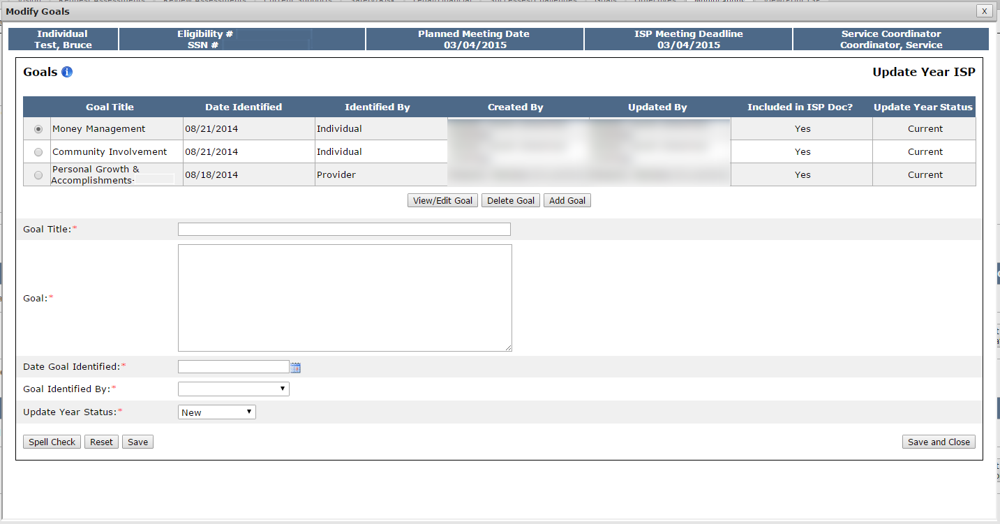 Modify Goals X
Individual Eligibility # Planned Meeting Date ISP Meeting Deadline Service Coordinator
Test, Bruce SSN # 03/04/2015 03/04/2015 Coordinator, Service
Goals i Update Year ISP
Goal Title Date Identified Identified By Created By Updated By Included in ISP Doc? Update Year Status
Money Management 08/21/2014 Individual Yes Current
Community Involvement 08/21/2014 Individual Yes Current
Personal Growth &
Accomplishments- 08/18/2014 Provider Yes Current
View/Edit Goal Delete Goal Add Goal
Goal Title:*
Goal:*
Date Goal Identified:*
Goal Identified By:*
Update Year Status:* New
Spell Check Reset Save Save and Close